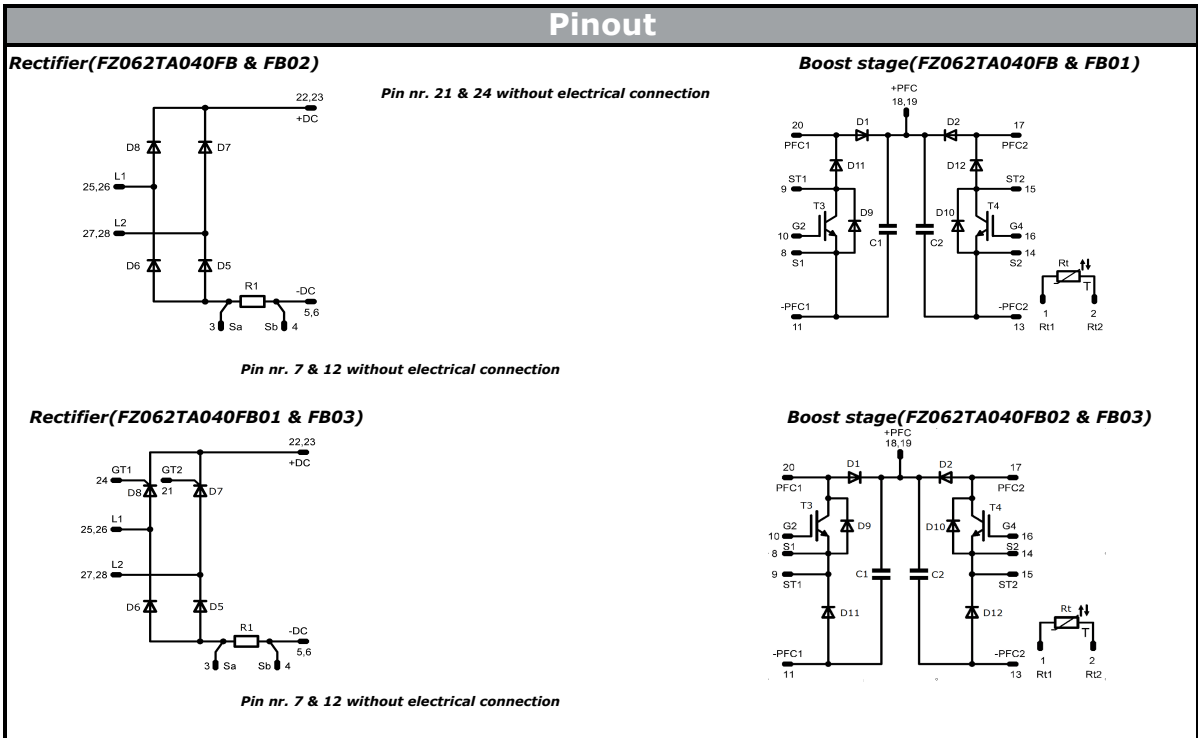 Pinout
Rectifier(FZ062TA040FB & FB02)
Pin nr. 21 & 24 without electrical connection
22,23
+DC
D8
D7
L1
25,26
L2
27,28
D6
D5
R1
-DC
5,6
3 Sa
Sb 4
Pin nr. 7 & 12 without electrical connection
Boost stage(FZ062TA040FB & FB01)
+PFC
18,19
20
D1
D2
17
PFC1
PFC2
D11
D12
ST1
ST2
9
15
T3
D9
D10
T4
G2
G4
10
16
C1
C2
8
14
S1
S2
Rt
T
-PFC1
-PFC2
1
2
11
13
Rt1
Rt2
Rectifier(FZ062TA040FB01 & FB03)
22,23
+DC
GT1
GT2
24
21
D8
D7
L1
25,26
L2
27,28
D6
D5
R1
-DC
5,6
3 Sa
Sb 4
Pin nr. 7 & 12 without electrical connection
Boost stage(FZ062TA040FB02 & FB03)
+PFC
18,19
20
D1
D2
17
PFC1
PFC2
T3
T4
G2
D9
D10
G4
10
16
S1
S2
8
14
9
C1
C2
15
ST1
ST2
D11
D12
Rt
T
-PFC1
-PFC2
1
2
11
13
Rt1
Rt2